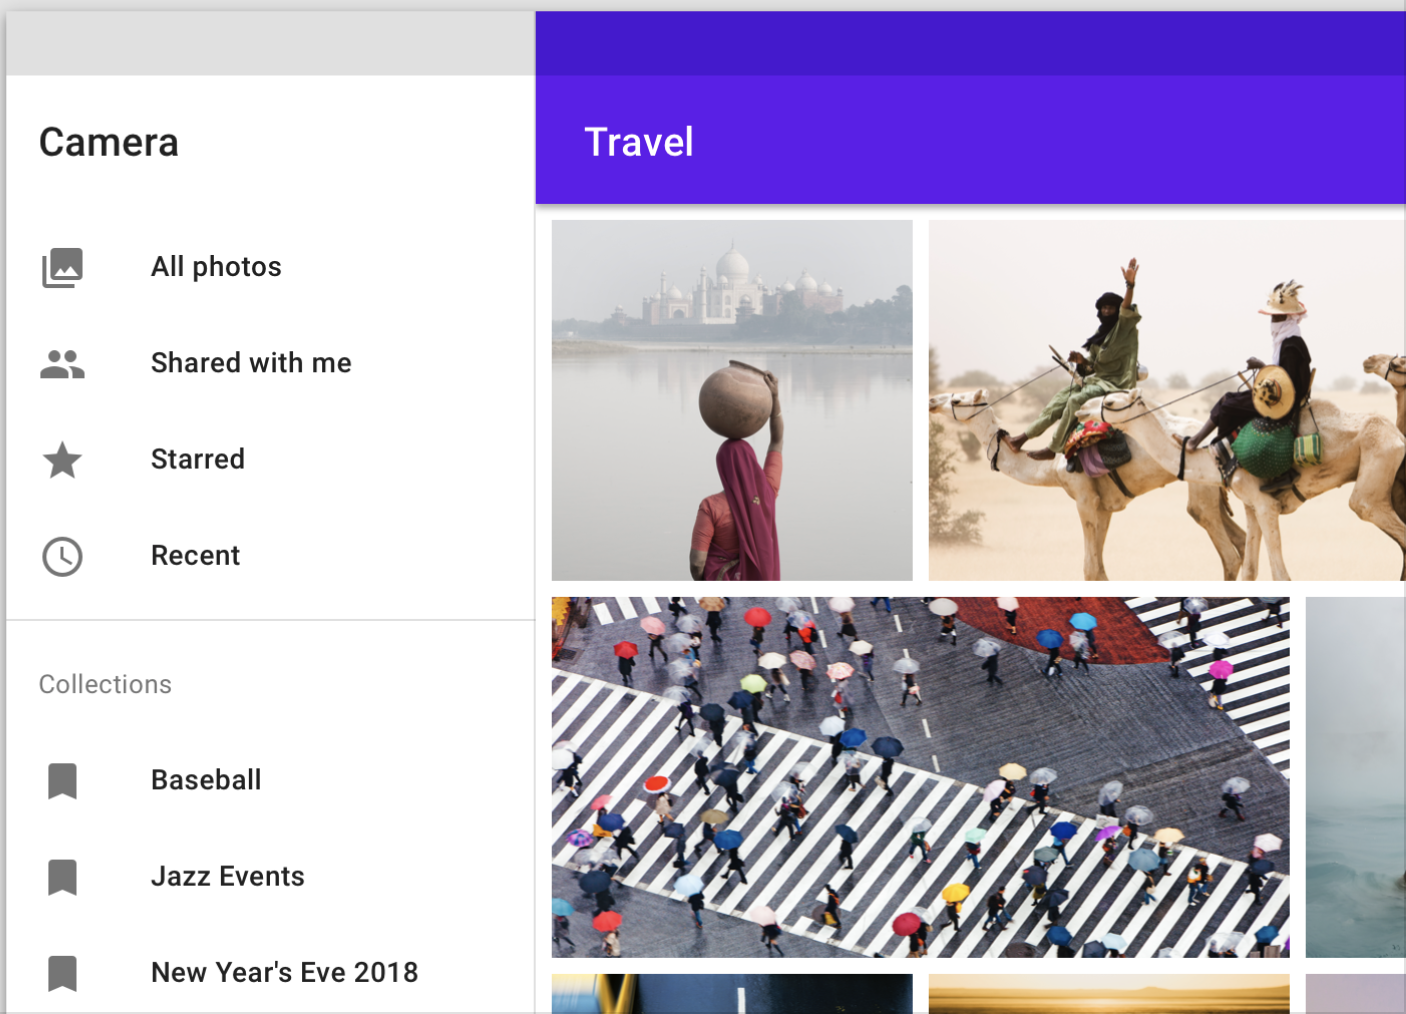 Camera
All photos
Shared with me
Starred
Recent
Collections
Baseball
Jazz Events
New Year's Eve 2018
Travel